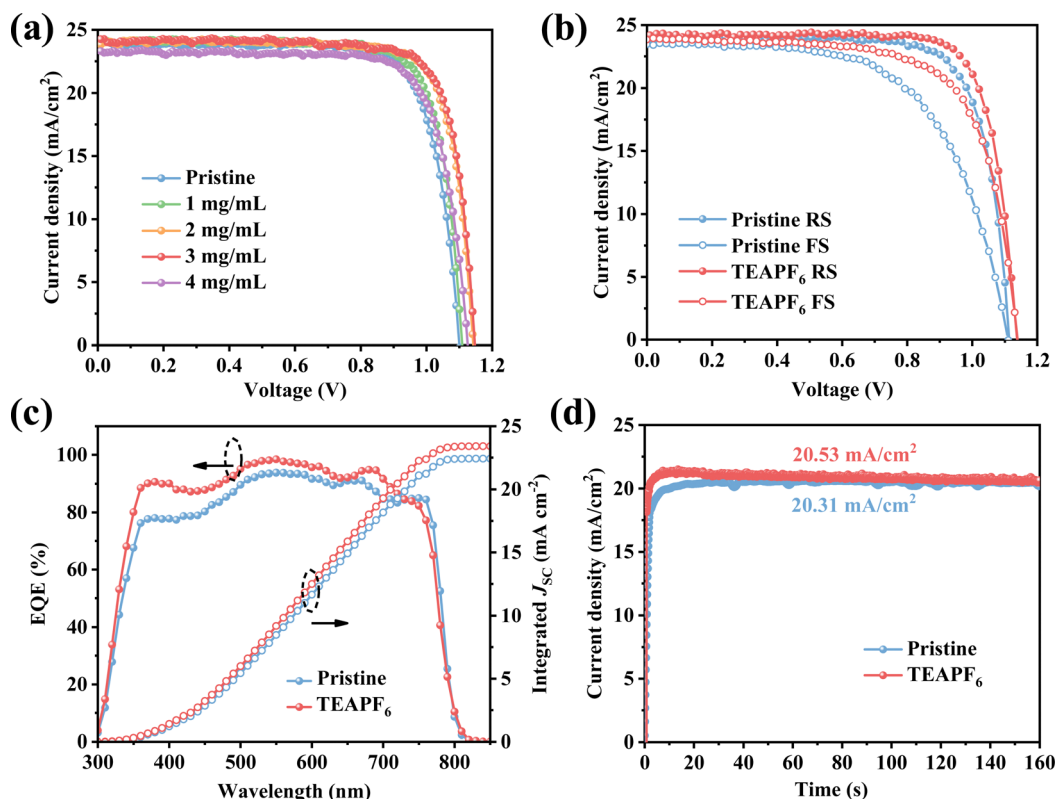 (a)
25
20
15
10
5
0
Current density (mA/cm²)
Pristine
1 mg/mL
2 mg/mL
3 mg/mL
4 mg/mL
0.0 0.2 0.4 0.6 0.8 1.0 1.2
Voltage (V)
(b)
25
20
15
10
5
0
Current density (mA/cm²)
Pristine RS
Pristine FS
TEAPF₆ RS
TEAPF₆ FS
0.0 0.2 0.4 0.6 0.8 1.0 1.2
Voltage (V)
(c)
100
80
60
40
20
0
EQE (%)
25
20
15
10
5
0
Integrated J_SC (mA cm⁻²)
Pristine
TEAPF₆
300 400 500 600 700 800
Wavelength (nm)
(d)
25
20
15
10
5
0
Current density (mA/cm²)
20.53 mA/cm²
20.31 mA/cm²
Pristine
TEAPF₆
0 20 40 60 80 100 120 140 160
Time (s)